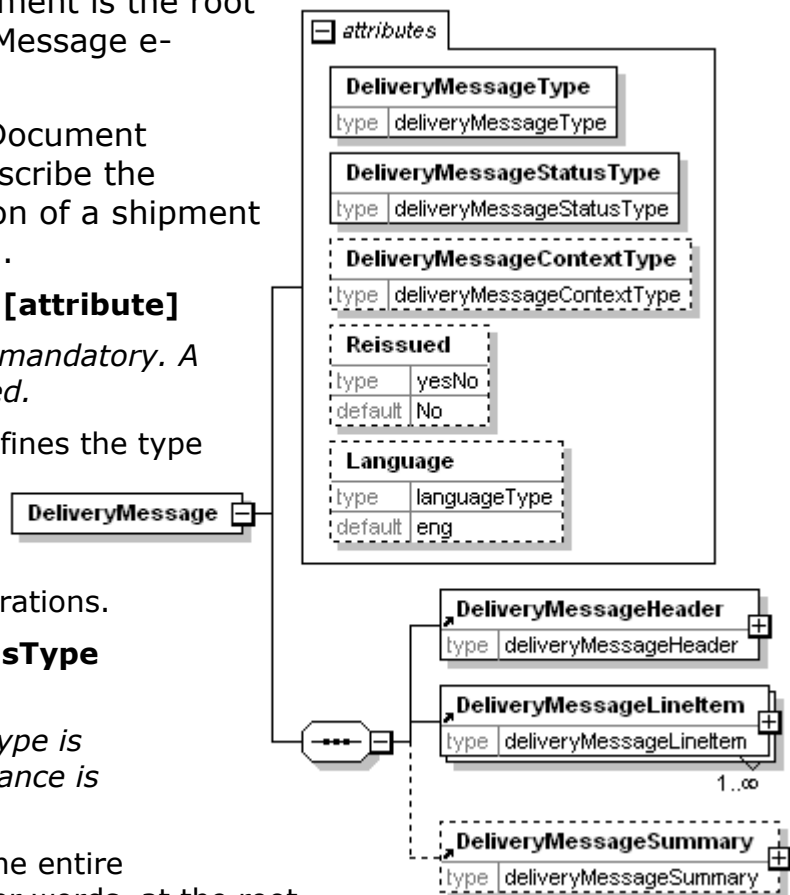 ment is the root
Message e-
Document
scribe the
on of a shipment
.
[attribute]
mandatory. A
ed.
fines the type
rations.
sType
ype is
ance is
ne entire
er words, at the root
attributes
DeliveryMessageType
type deliveryMessageType
DeliveryMessageStatusType
type deliveryMessageStatusType
DeliveryMessageContextType
type deliveryMessageContextType
Reissued
type yesNo
default No
Language
type languageType
default eng
DeliveryMessage
DeliveryMessageHeader
type deliveryMessageHeader
DeliveryMessageLineItem
type deliveryMessageLineItem
1..∞
DeliveryMessageSummary
type deliveryMessageSummary